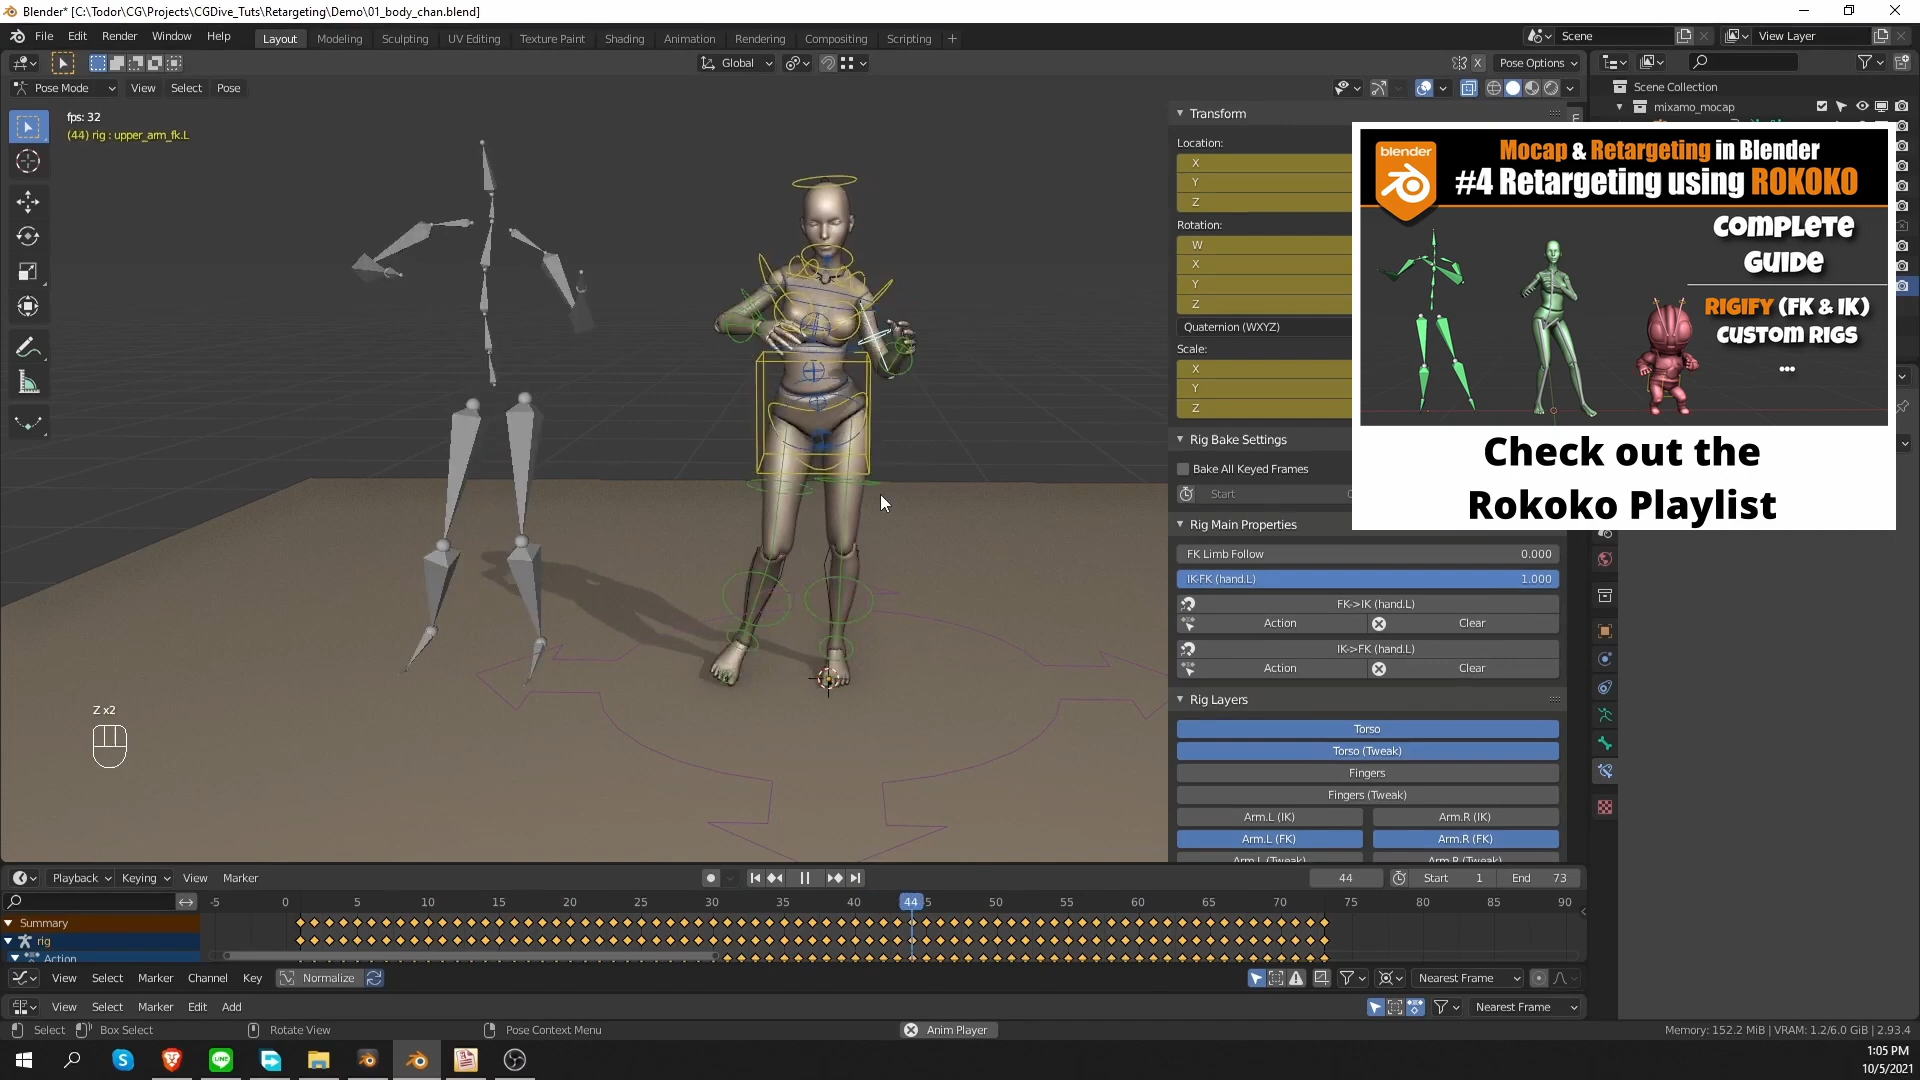 Blender* [C:\Todor\CG\Projects\CGDive_Tuts\Retargeting\Demo\01_body_chan.blend]
File Edit Render Window Help Layout Modeling Sculpting UV Editing Texture Paint Shading Animation Rendering Compositing Scripting + Scene View Layer
Global X Pose Options
Pose Mode View Select Pose
Scene Collection
mixamo_mocap
fps: 32
(44) rig : upper_arm_fk.L
Transform
Location:
X
Y
Z
Rotation:
W
X
Y
Z
Quaternion (WXYZ)
Scale:
X
Y
Z
Rig Bake Settings
Bake All Keyed Frames
Start
Rig Main Properties
FK Limb Follow 0.000
IK-FK (hand.L) 1.000
FK->IK (hand.L)
Action Clear
IK->FK (hand.L)
Action Clear
Rig Layers
Torso
Torso (Tweak)
Fingers
Fingers (Tweak)
Arm.L (IK) Arm.R (IK)
Arm.L (FK) Arm.R (FK)
Arm.L (Tweak) Arm.R (Tweak)
blender
Mocap & Retargeting in Blender
#4 Retargeting using ROKOKO
COMPLETE
GUIDE
RIGIFY (FK & IK)
CUSTOM RIGS
...
Check out the
Rokoko Playlist
Z x2
Playback Keying View Marker 44 Start 1 End 73
-5 0 5 10 15 20 25 30 35 40 44 45 50 55 60 65 70 75 80 85 90
Summary
rig
Action
View Select Marker Channel Key Normalize Nearest Frame
View Select Marker Edit Add Nearest Frame
Select Box Select Rotate View Pose Context Menu Anim Player Memory: 152.2 MiB | VRAM: 1.2/6.0 GiB | 2.93.4
1:05 PM
10/5/2021